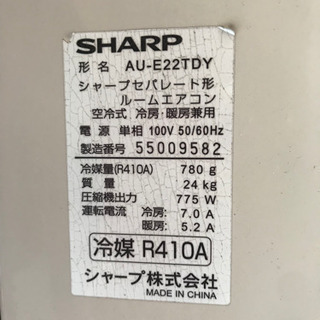 SHARP
形 名 AU-E22TDY
シャープセパレード形
ルームエアコン
空冷式 冷房・暖房兼用
電源 単相 100V 50/60Hz
製造番号 55009582
冷媒量(R410A) 780 g
質量 24 kg
圧縮機出力 775 W
運転電流 冷房: 7.0 A
暖房: 5.2 A
冷媒 R410A
シャープ株式会社
MADE IN CHINA